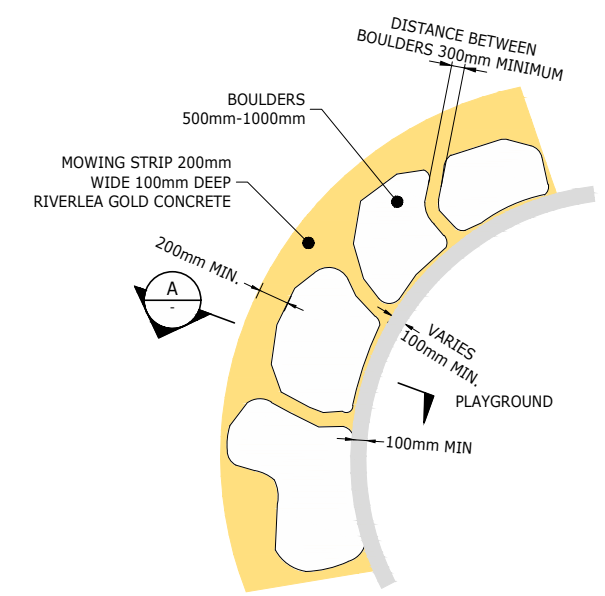 DISTANCE BETWEEN
BOULDERS 300mm MINIMUM
BOULDERS
500mm-1000mm
MOWING STRIP 200mm
WIDE 100mm DEEP
RIVERLEA GOLD CONCRETE
200mm MIN.
A
-
VARIES
100mm MIN.
PLAYGROUND
100mm MIN